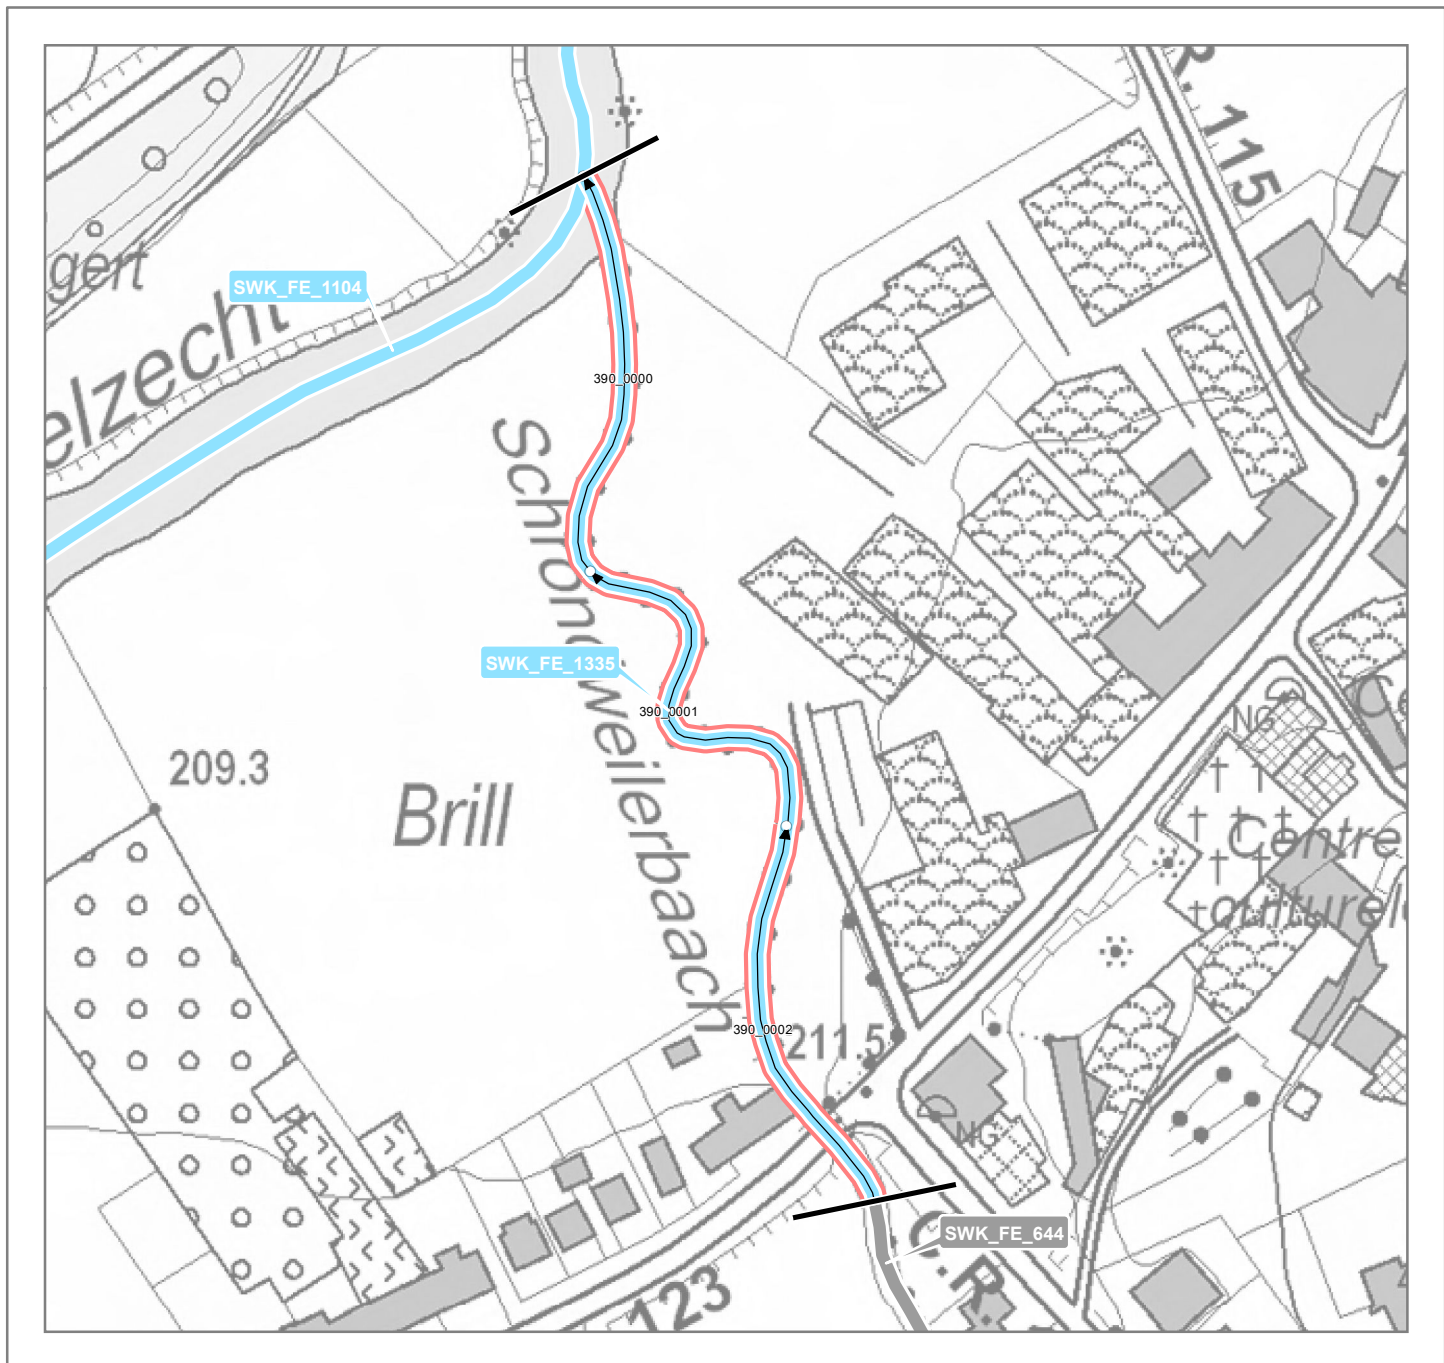 R. 115
gert
SWK_FE_1104
elzecht
390_0000
Schrondweilerbaach
SWK_FE_1335
390_0001
NG
209.3
Brill
Centre
culturel
390_0002
211.5
NG
SWK_FE_644
C.R
123